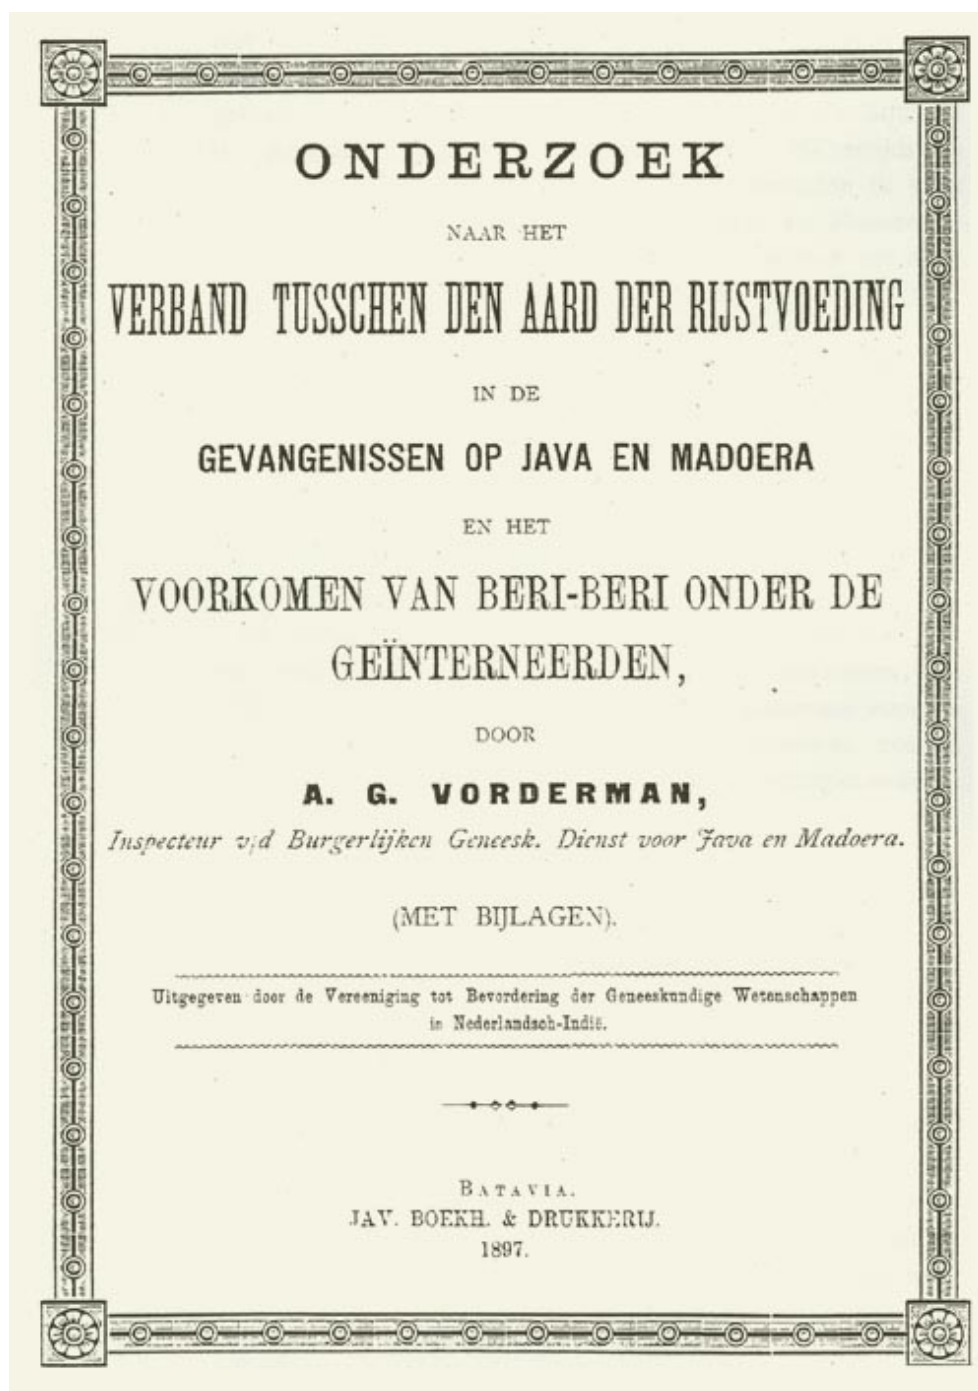 ONDERZOEK
NAAR HET
VERBAND TUSSCHEN DEN AARD DER RIJSTVOEDING
IN DE
GEVANGENISSEN OP JAVA EN MADOERA
EN HET
VOORKOMEN VAN BERI-BERI ONDER DE
GEÏNTERNEERDEN,
DOOR
A. G. VORDERMAN,
Inspecteur v/d Burgerlijken Geneesk. Dienst voor Java en Madoera.
(MET BIJLAGEN).
Uitgegeven door de Vereeniging tot Bevordering der Geneeskundige Wetenschappen
in Nederlandsch-Indië.
BATAVIA.
JAV. BOEKH. & DRUKKERIJ.
1897.